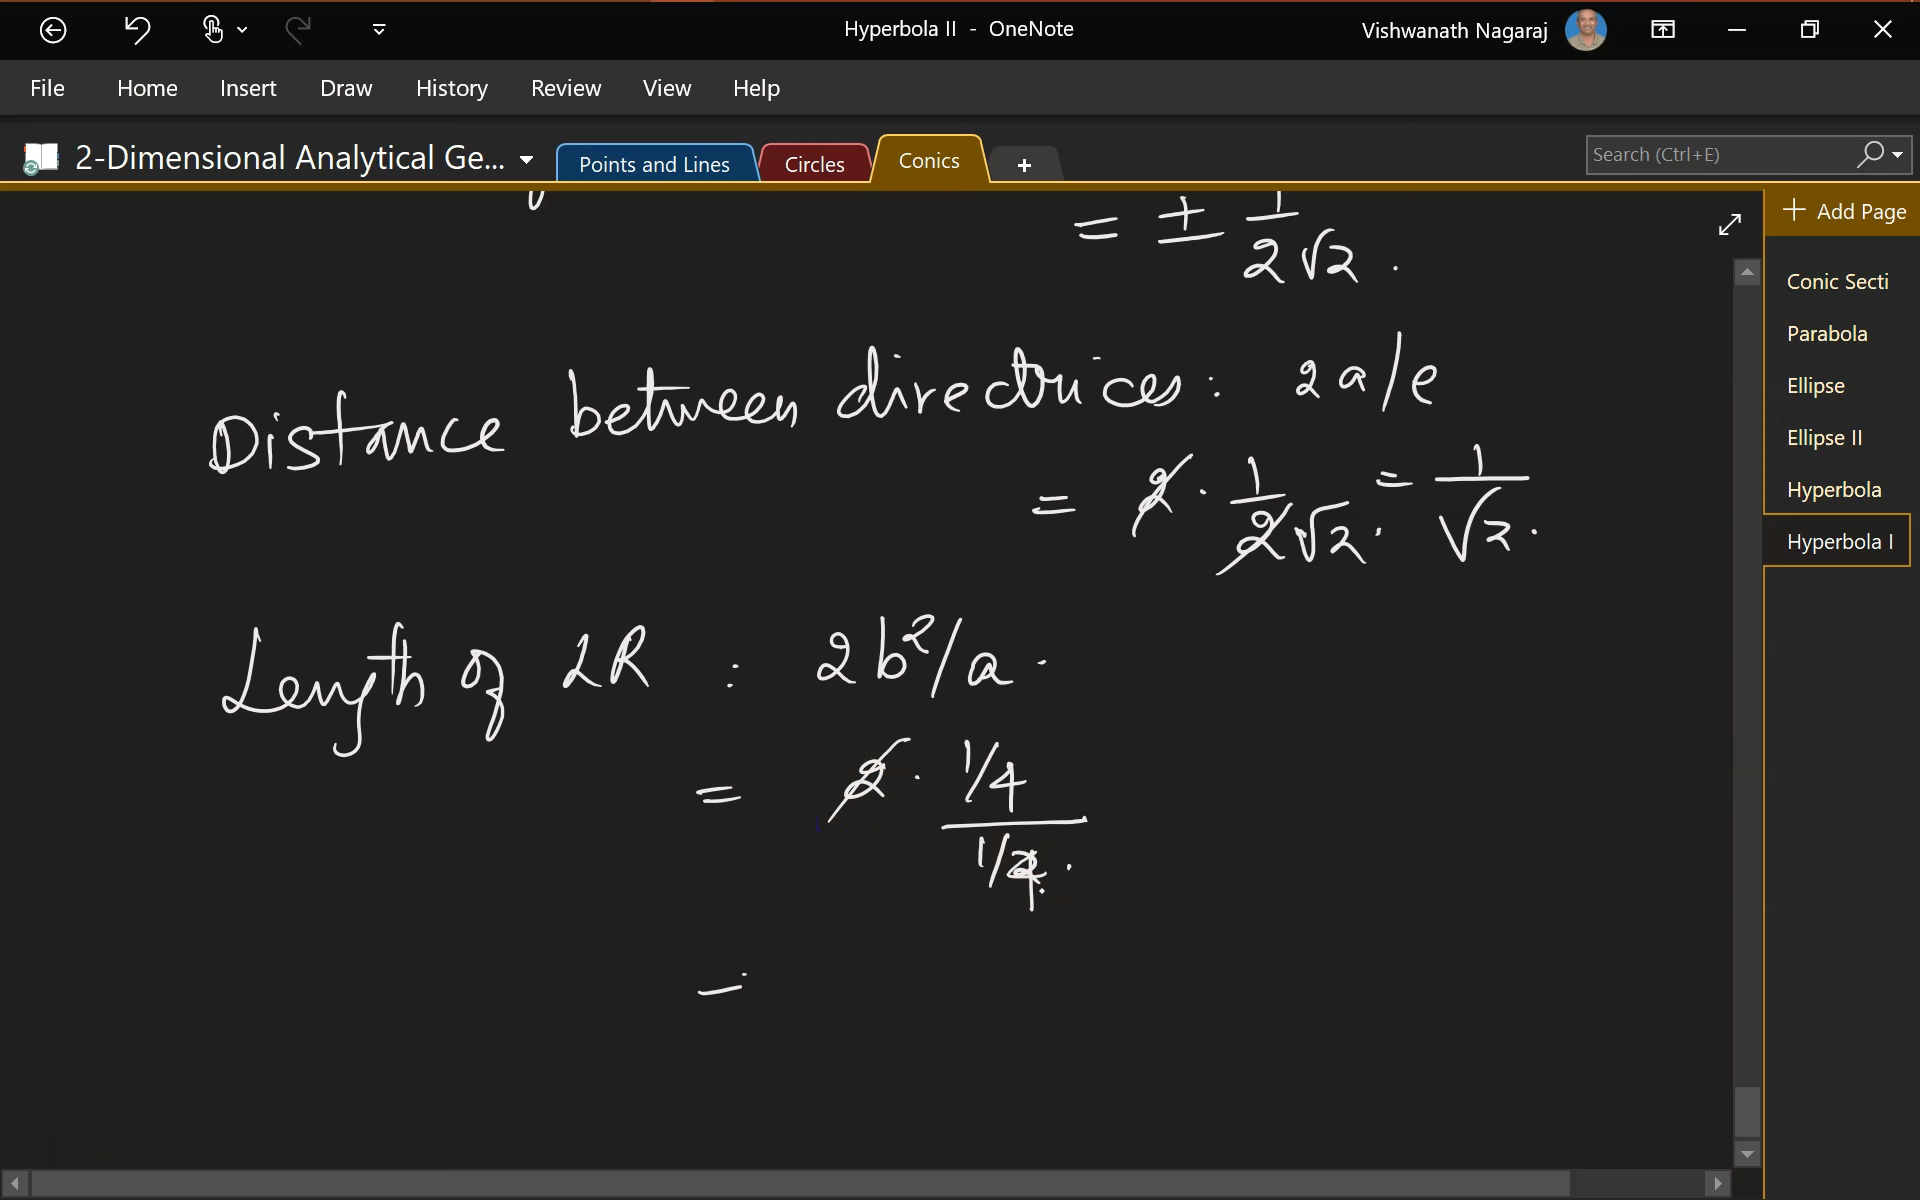 Hyperbola II - OneNote
Vishwanath Nagaraj
File Home Insert Draw History Review View Help
2-Dimensional Analytical Ge...
Points and Lines
Circles
Conics
+
Search (Ctrl+E)
= ± 1/2√2 .
Distance between directrices : 2a/e
= 2 . 1/2√2 . = 1/√2 .
Length of LR : 2b²/a .
= 2 . 1/4
1/2 .
=
+ Add Page
Conic Secti
Parabola
Ellipse
Ellipse II
Hyperbola
Hyperbola I